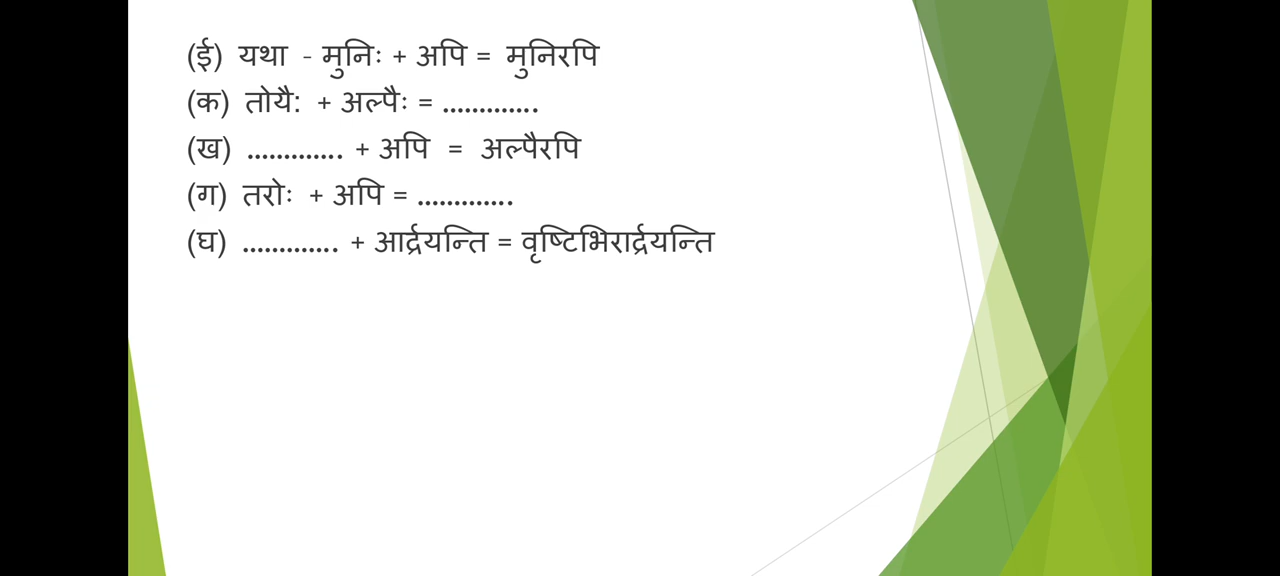 (ई) यथा - मुनिः + अपि = मुनिरपि
(क) तोयै: + अल्पैः = .............
(ख) ............. + अपि = अल्पैरपि
(ग) तरोः + अपि = .............
(घ) ............. + आर्द्रयन्ति = वृष्टिभिरार्द्रयन्ति